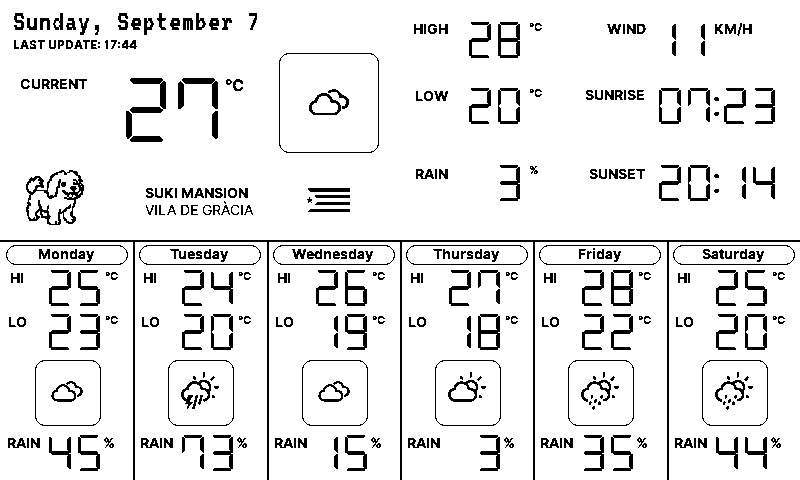 Sunday, September 7
LAST UPDATE: 17:44
CURRENT 27 °C
SUKI MANSION
VILA DE GRÀCIA
HIGH 28 °C
LOW 20 °C
RAIN 3 %
WIND 11 KM/H
SUNRISE 07:23
SUNSET 20:14
Monday
HI 25 °C
LO 23 °C
RAIN 45 %
Tuesday
HI 24 °C
LO 20 °C
RAIN 73 %
Wednesday
HI 26 °C
LO 19 °C
RAIN 15 %
Thursday
HI 27 °C
LO 18 °C
RAIN 3 %
Friday
HI 28 °C
LO 22 °C
RAIN 35 %
Saturday
HI 25 °C
LO 20 °C
RAIN 44 %